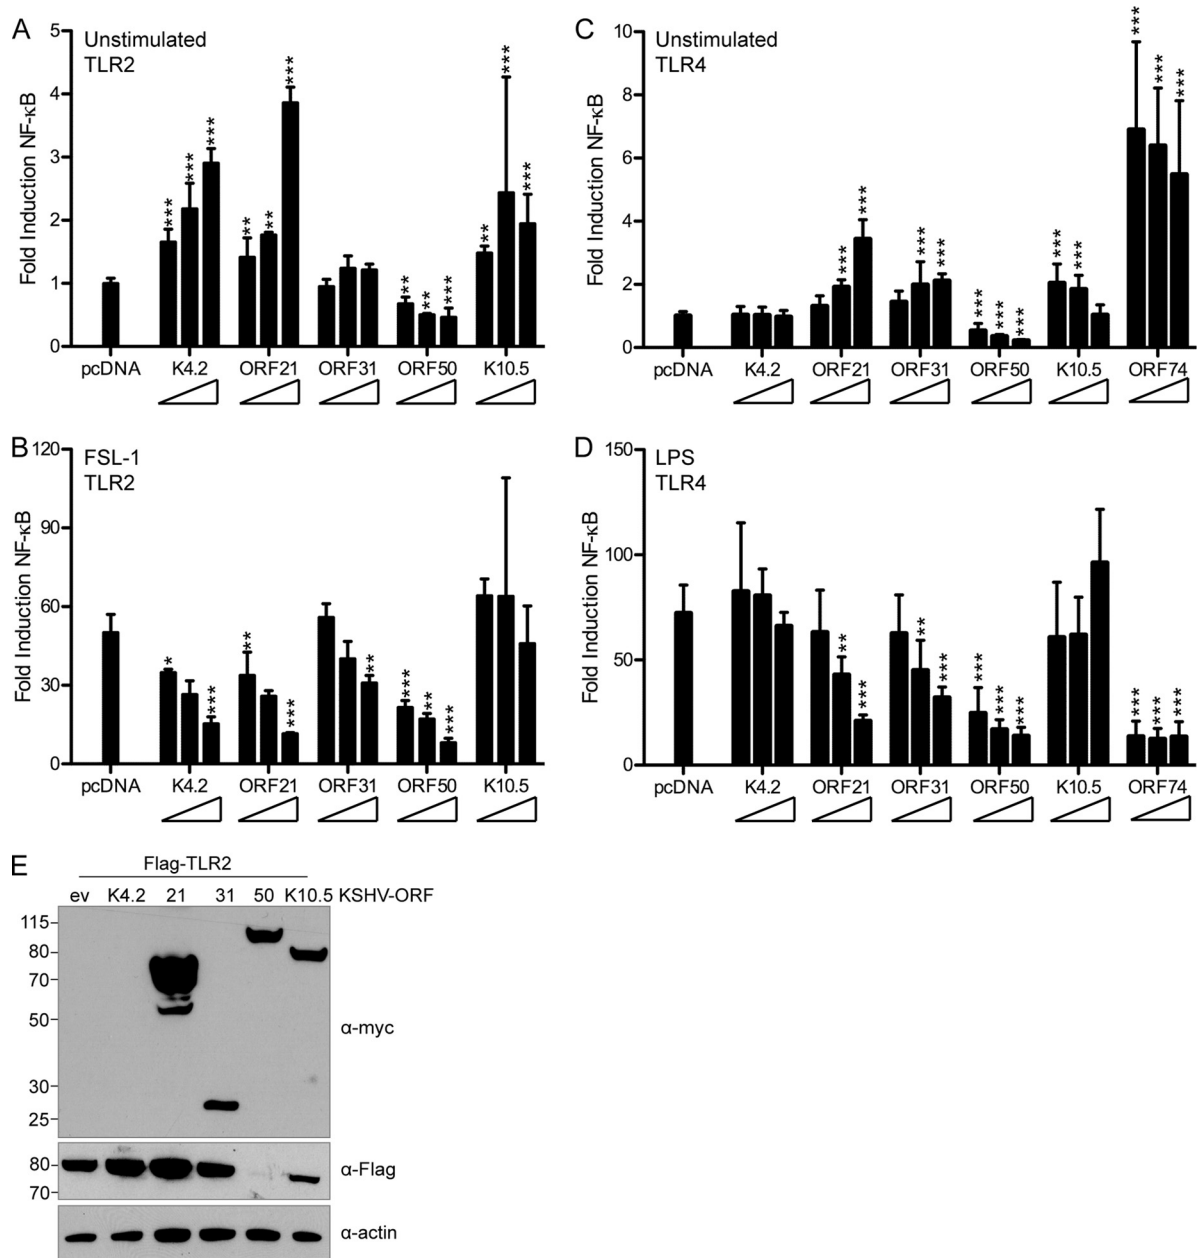 A
Unstimulated
TLR2
Fold Induction NF-κB
5
4
3
2
1
0
*** *** *** ** ** *** ** ** *** ** *** ***
pcDNA K4.2 ORF21 ORF31 ORF50 K10.5
C
Unstimulated
TLR4
Fold Induction NF-κB
10
8
6
4
2
0
*** *** *** *** *** *** *** *** *** *** *** ***
pcDNA K4.2 ORF21 ORF31 ORF50 K10.5 ORF74
B
FSL-1
TLR2
Fold Induction NF-κB
120
90
60
30
0
* *** ** *** ** *** ** ***
pcDNA K4.2 ORF21 ORF31 ORF50 K10.5
D
LPS
TLR4
Fold Induction NF-κB
150
100
50
0
** *** ** *** *** *** *** *** *** ***
pcDNA K4.2 ORF21 ORF31 ORF50 K10.5 ORF74
E
Flag-TLR2
ev K4.2 21 31 50 K10.5 KSHV-ORF
115
80
70
50
30
25
α-myc
80
70
α-Flag
α-actin